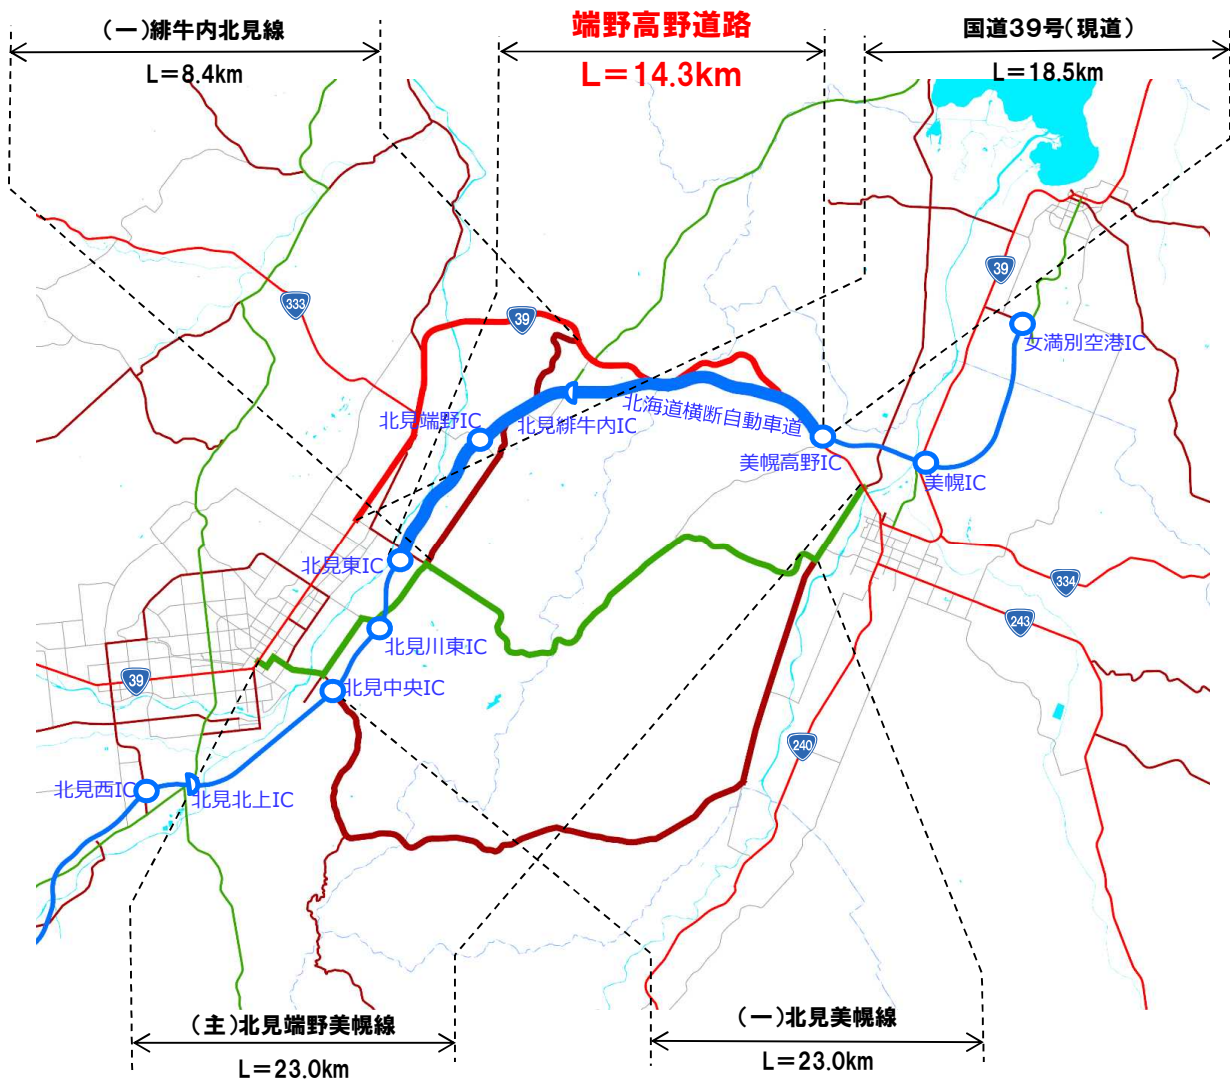 (一)緋牛内北見線
L=8.4km
端野高野道路
L=14.3km
国道39号(現道)
L=18.5km
39
333
39
女満別空港IC
北見端野IC
北見緋牛内IC
北海道横断自動車道
美幌高野IC
美幌IC
北見東IC
334
243
北見川東IC
39
北見中央IC
240
北見西IC
北見北上IC
(主)北見端野美幌線
L=23.0km
(一)北見美幌線
L=23.0km